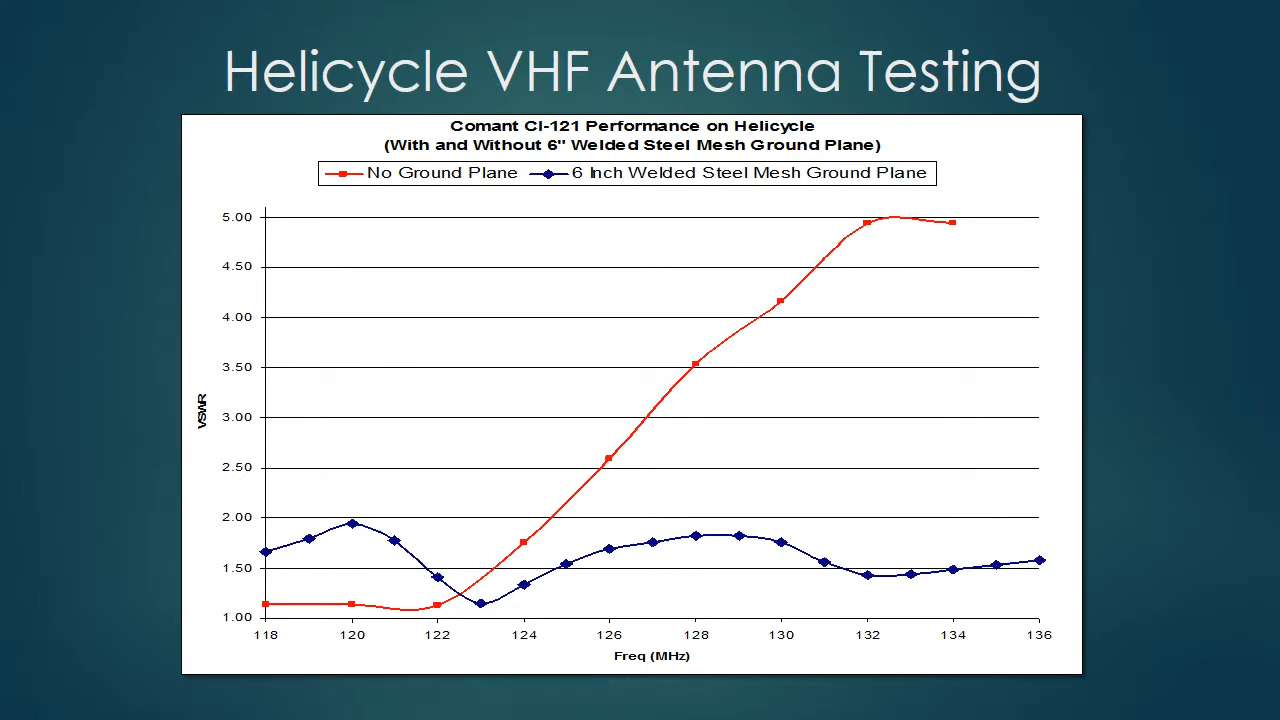 Helicycle VHF Antenna Testing
Comant CI-121 Performance on Helicycle
(With and Without 6" Welded Steel Mesh Ground Plane)
No Ground Plane 6 Inch Welded Steel Mesh Ground Plane
5.00
4.50
4.00
3.50
3.00
2.50
2.00
1.50
1.00
VSWR
118 120 122 124 126 128 130 132 134 136
Freq (MHz)